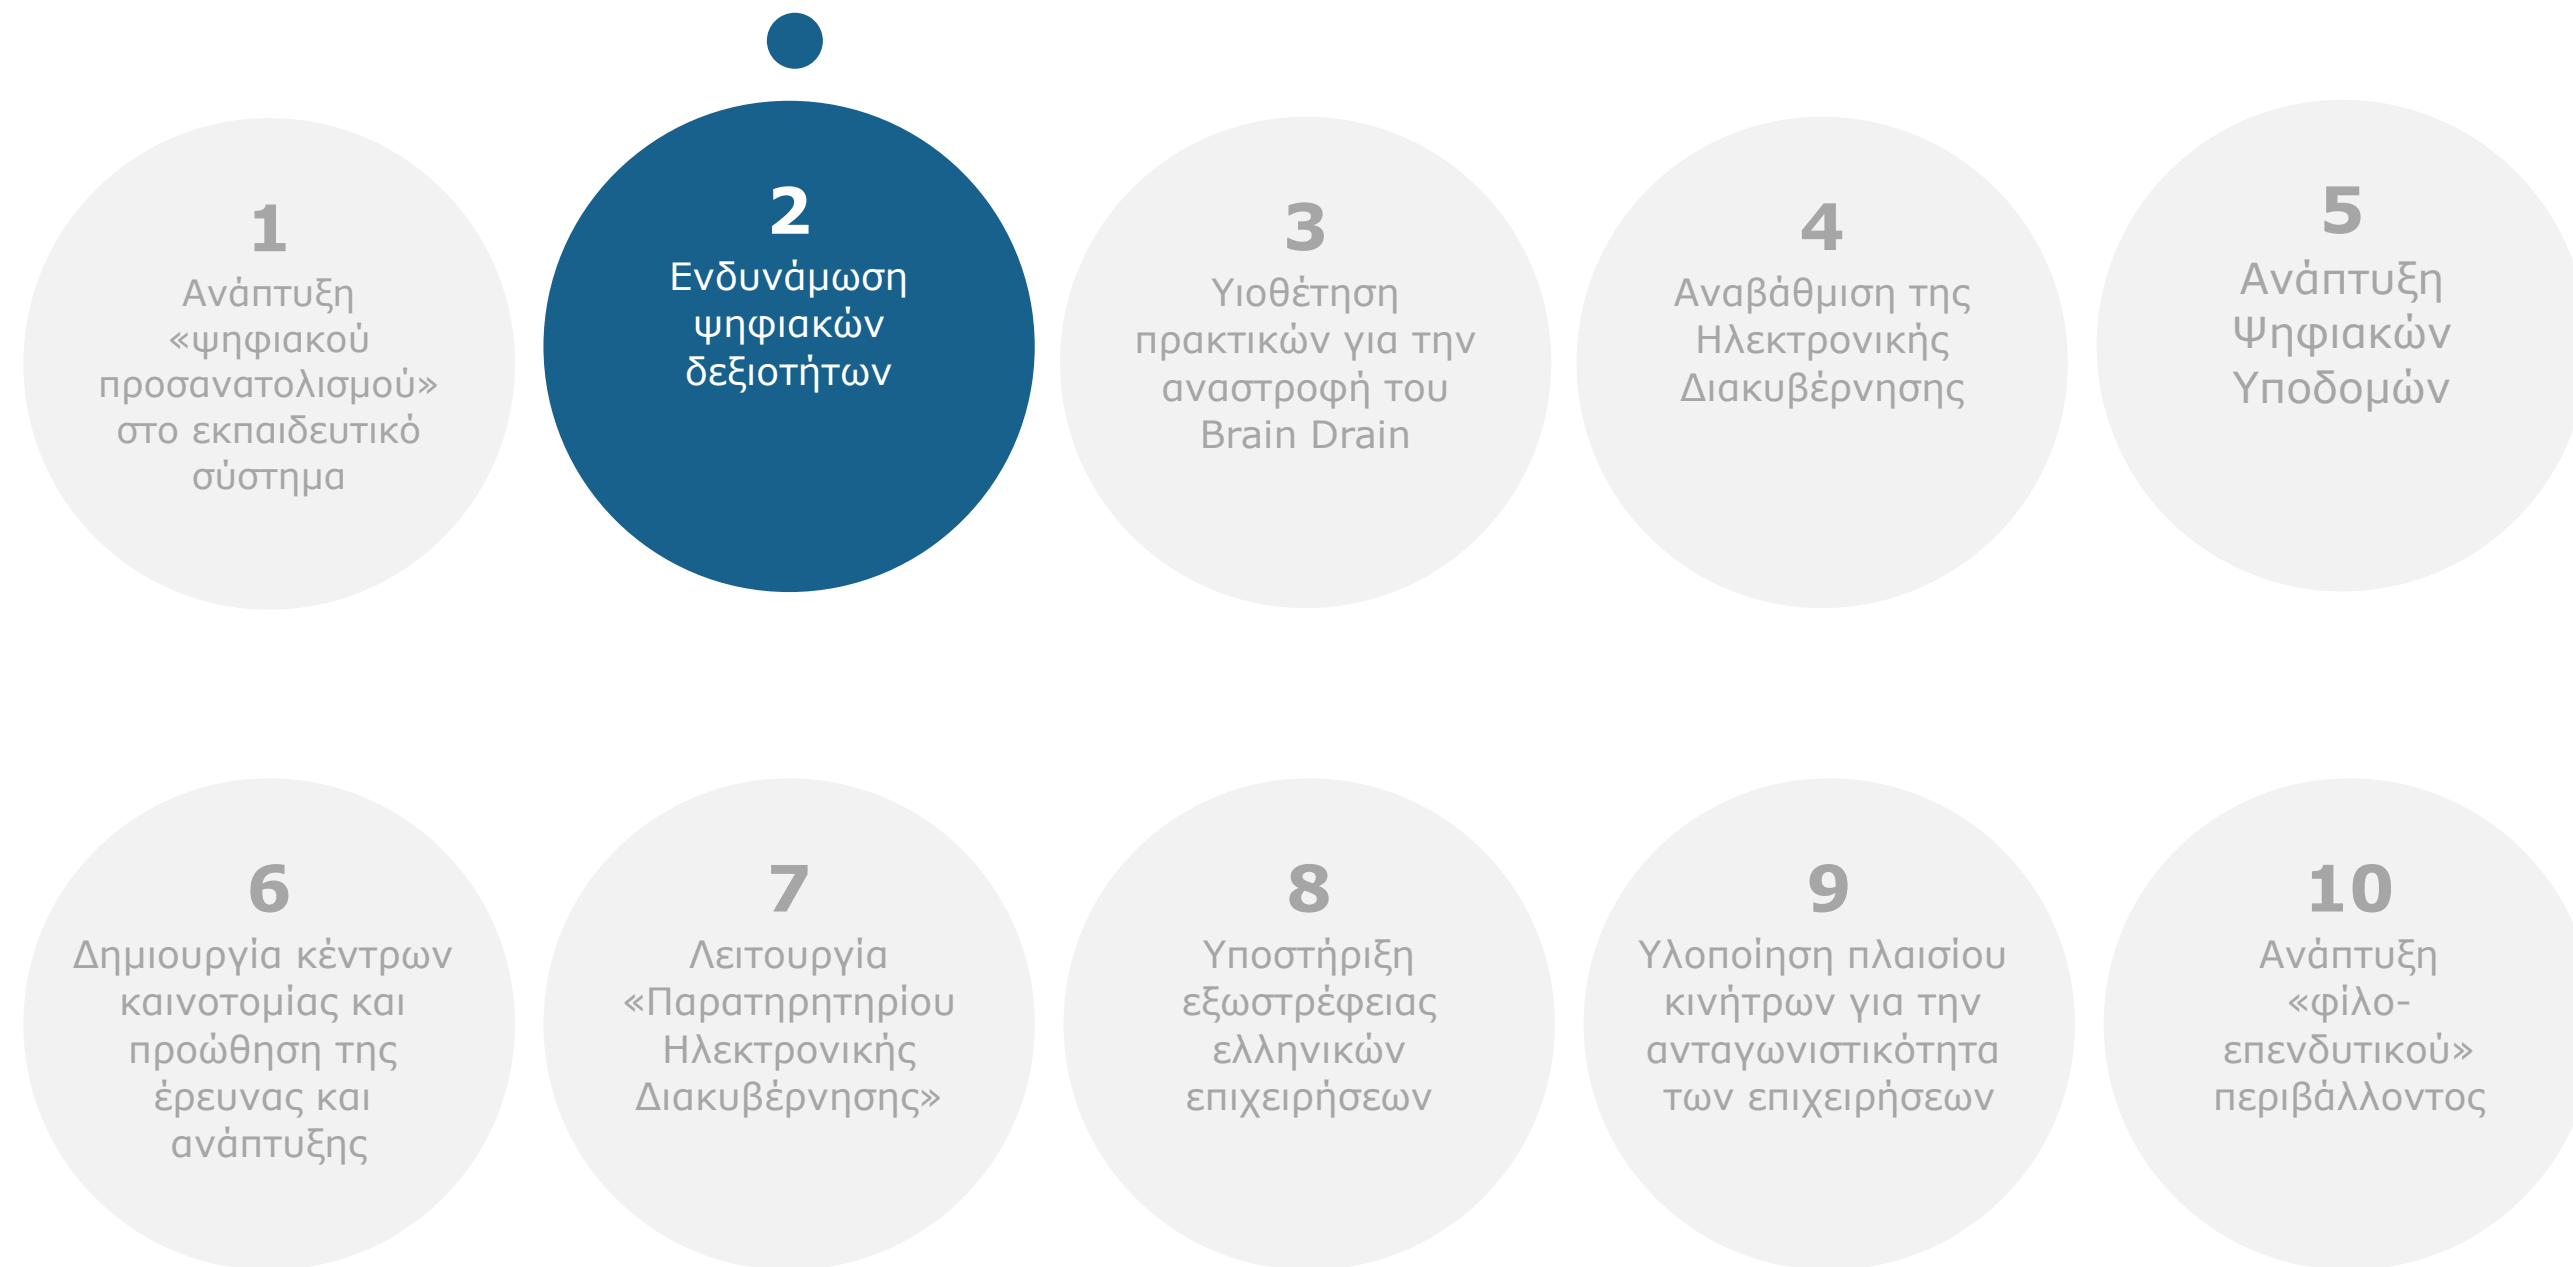 1
Ανάπτυξη
«ψηφιακού
προσανατολισμού»
στο εκπαιδευτικό
σύστημα
2
Ενδυνάμωση
ψηφιακών
δεξιοτήτων
3
Υιοθέτηση
πρακτικών για την
αναστροφή του
Brain Drain
4
Αναβάθμιση της
Ηλεκτρονικής
Διακυβέρνησης
5
Ανάπτυξη
Ψηφιακών
Υποδομών
6
Δημιουργία κέντρων
καινοτομίας και
προώθηση της
έρευνας και
ανάπτυξης
7
Λειτουργία
«Παρατηρητηρίου
Ηλεκτρονικής
Διακυβέρνησης»
8
Υποστήριξη
εξωστρέφειας
ελληνικών
επιχειρήσεων
9
Υλοποίηση πλαισίου
κινήτρων για την
ανταγωνιστικότητα
των επιχειρήσεων
10
Ανάπτυξη
«φίλο-
επενδυτικού»
περιβάλλοντος